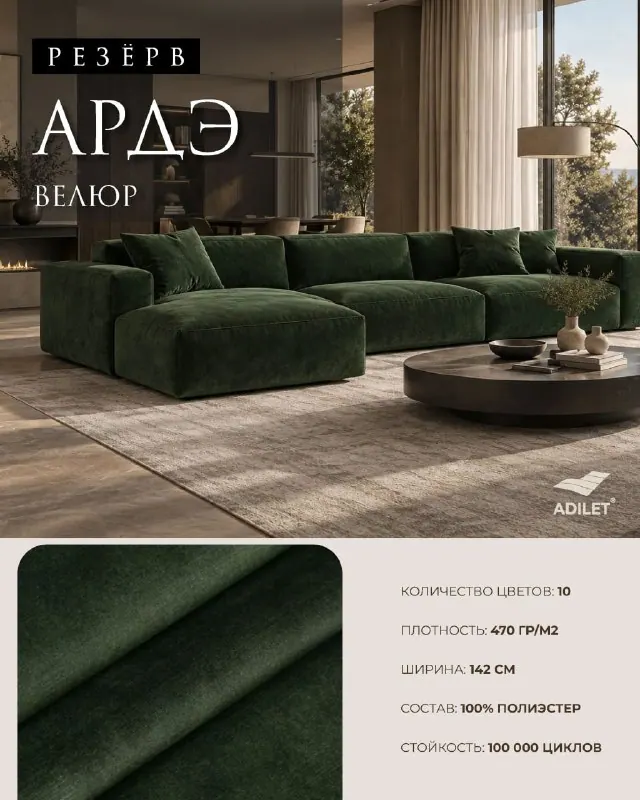 РЕЗЁРВ
АРДЭ
ВЕЛЮР
ADILET®
КОЛИЧЕСТВО ЦВЕТОВ: 10
ПЛОТНОСТЬ: 470 ГР/М2
ШИРИНА: 142 СМ
СОСТАВ: 100% ПОЛИЭСТЕР
СТОЙКОСТЬ: 100 000 ЦИКЛОВ